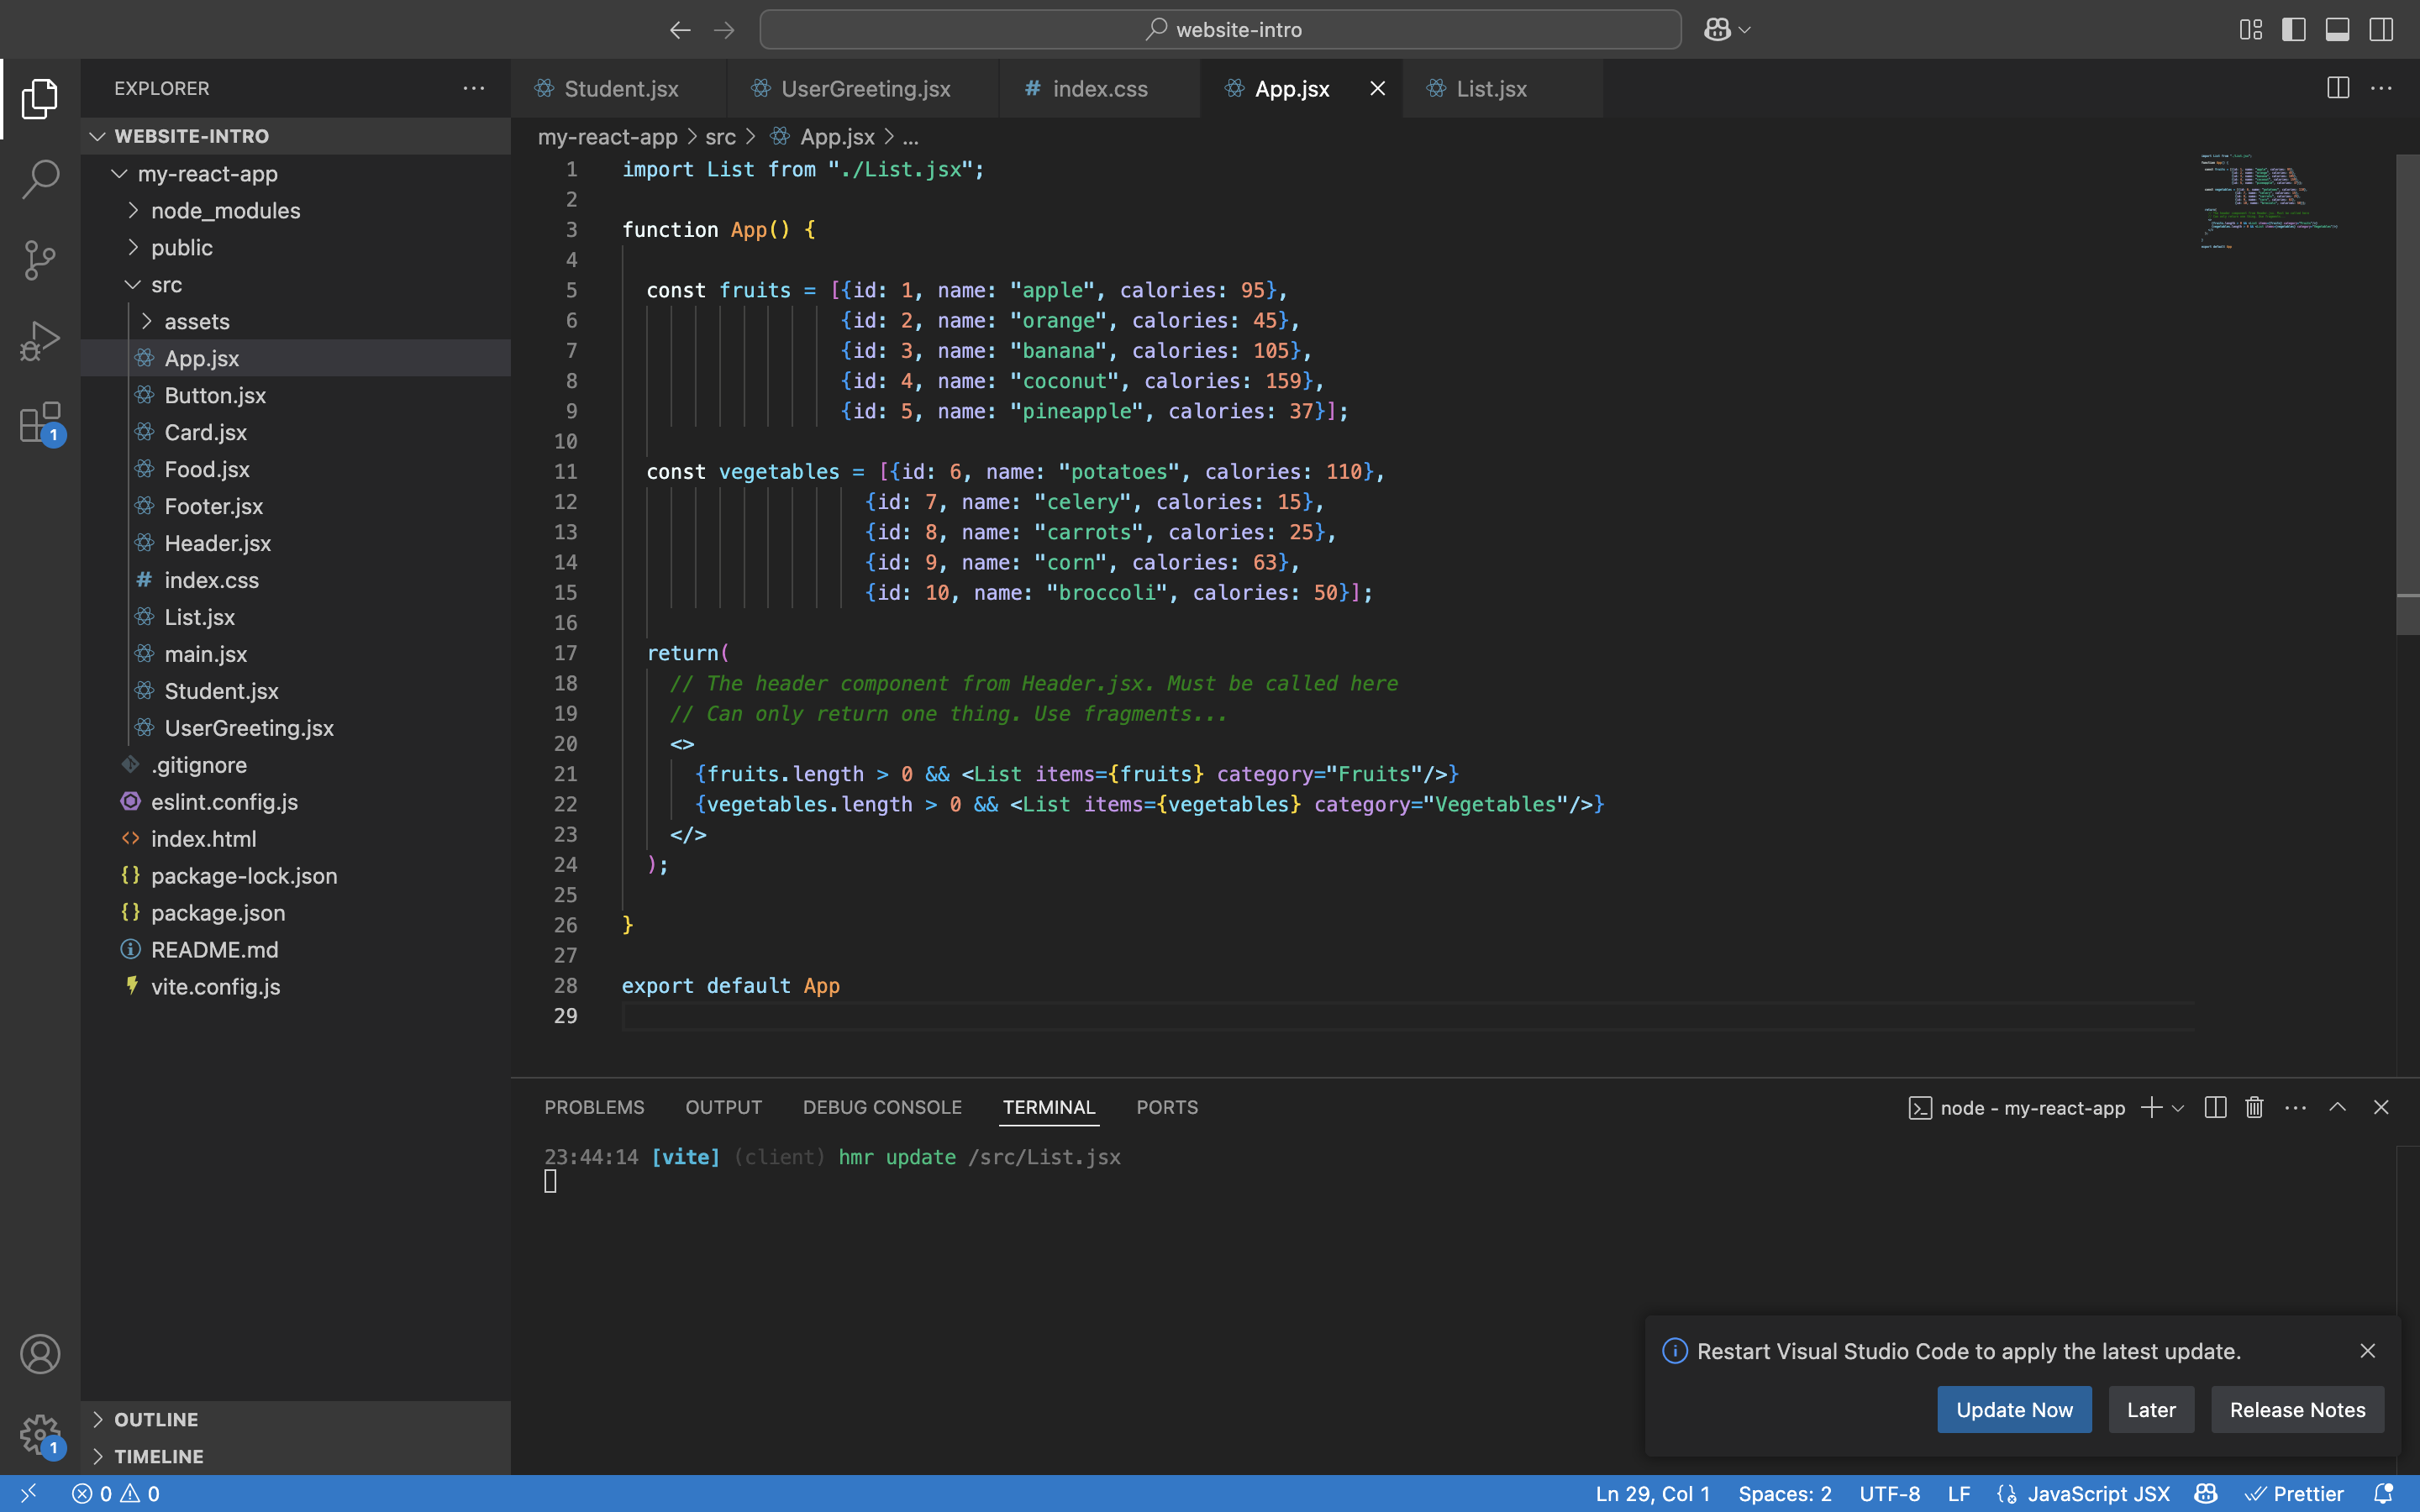 website-intro
EXPLORER
WEBSITE-INTRO
my-react-app
node_modules
public
src
assets
App.jsx
Button.jsx
Card.jsx
Food.jsx
Footer.jsx
Header.jsx
# index.css
List.jsx
main.jsx
Student.jsx
UserGreeting.jsx
.gitignore
eslint.config.js
<> index.html
{} package-lock.json
{} package.json
README.md
vite.config.js
OUTLINE
TIMELINE
1
1
Student.jsx
UserGreeting.jsx
# index.css
App.jsx
List.jsx
my-react-app > src > App.jsx > ...
1 import List from "./List.jsx";
2
3 function App() {
4
5 const fruits = [{id: 1, name: "apple", calories: 95},
6 {id: 2, name: "orange", calories: 45},
7 {id: 3, name: "banana", calories: 105},
8 {id: 4, name: "coconut", calories: 159},
9 {id: 5, name: "pineapple", calories: 37}];
10
11 const vegetables = [{id: 6, name: "potatoes", calories: 110},
12 {id: 7, name: "celery", calories: 15},
13 {id: 8, name: "carrots", calories: 25},
14 {id: 9, name: "corn", calories: 63},
15 {id: 10, name: "broccoli", calories: 50}];
16
17 return(
18 // The header component from Header.jsx. Must be called here
19 // Can only return one thing. Use fragments...
20 <>
21 {fruits.length > 0 && <List items={fruits} category="Fruits"/>}
22 {vegetables.length > 0 && <List items={vegetables} category="Vegetables"/>}
23 </>
24 );
25
26 }
27
28 export default App
29
PROBLEMS OUTPUT DEBUG CONSOLE TERMINAL PORTS
node - my-react-app
23:44:14 [vite] (client) hmr update /src/List.jsx
Restart Visual Studio Code to apply the latest update.
Update Now
Later
Release Notes
0 0
Ln 29, Col 1 Spaces: 2 UTF-8 LF JavaScript JSX Prettier